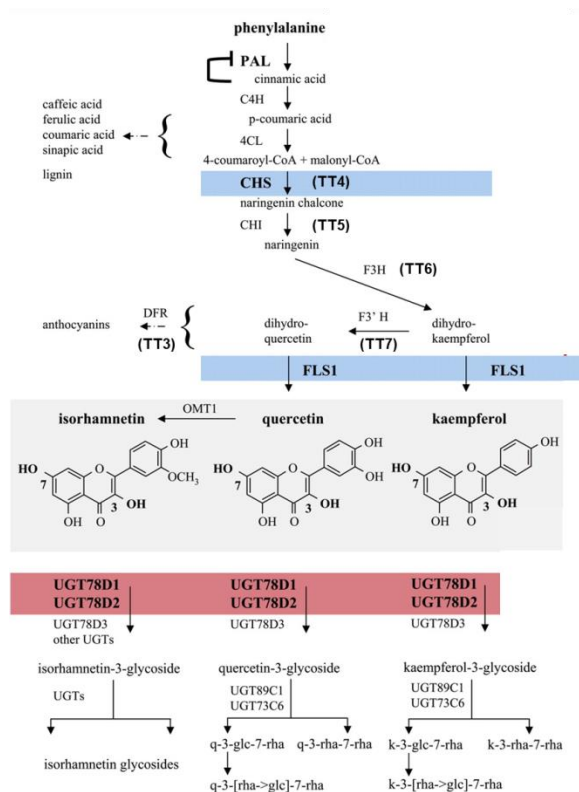 phenylalanine
PAL
cinnamic acid
C4H
p-coumaric acid
4CL
4-coumaroyl-CoA + malonyl-CoA
caffeic acid
ferulic acid
coumaric acid
sinapic acid
lignin
CHS (TT4)
naringenin chalcone
CHI (TT5)
naringenin
F3H (TT6)
anthocyanins
DFR
(TT3)
dihydro-
quercetin
F3' H
(TT7)
dihydro-
kaempferol
FLS1 FLS1
isorhamnetin OMT1 quercetin kaempferol
OH
HO
7
O
OCH3
3
OH
OH
O
OH
OH
HO
7
O
3
OH
OH
O
OH
HO
7
O
3
OH
OH
O
UGT78D1 UGT78D1 UGT78D1
UGT78D2 UGT78D2 UGT78D2
UGT78D3 UGT78D3 UGT78D3
other UGTs
isorhamnetin-3-glycoside quercetin-3-glycoside kaempferol-3-glycoside
UGTs
UGT89C1 UGT89C1
UGT73C6 UGT73C6
q-3-glc-7-rha q-3-rha-7-rha k-3-glc-7-rha k-3-rha-7-rha
isorhamnetin glycosides
q-3-[rha->glc]-7-rha k-3-[rha->glc]-7-rha